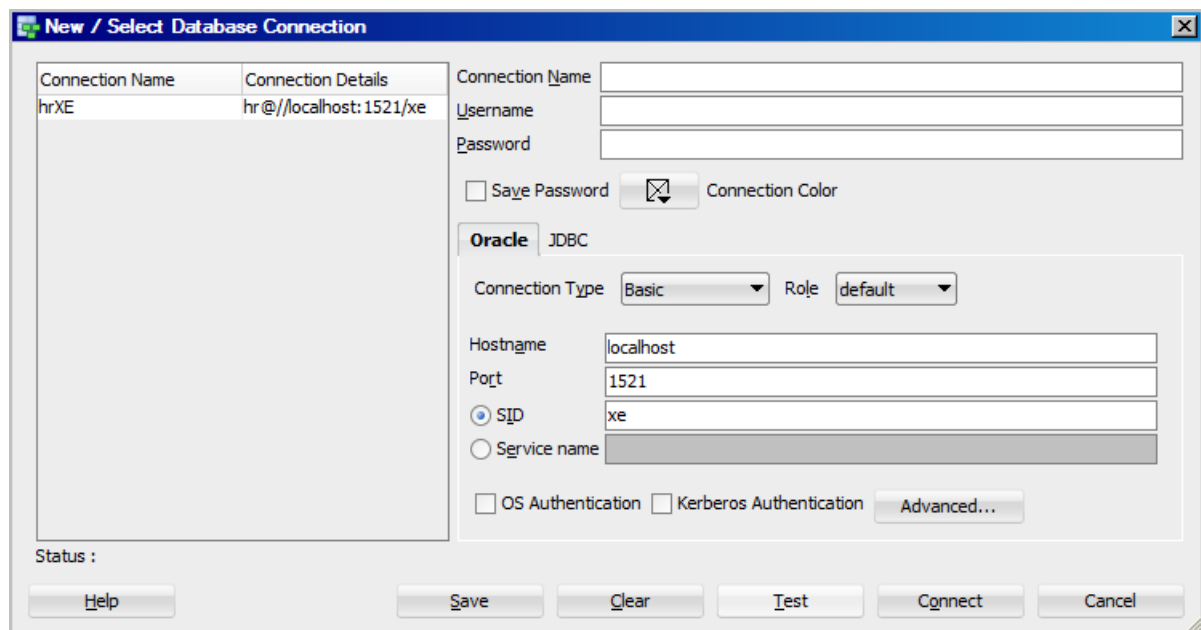 New / Select Database Connection
Connection Name Connection Details
hrXE hr@//localhost:1521/xe
Connection Name
Username
Password
Save Password Connection Color
Oracle JDBC
Connection Type Basic Role default
Hostname localhost
Port 1521
SID xe
Service name
OS Authentication Kerberos Authentication Advanced...
Status :
Help Save Clear Test Connect Cancel